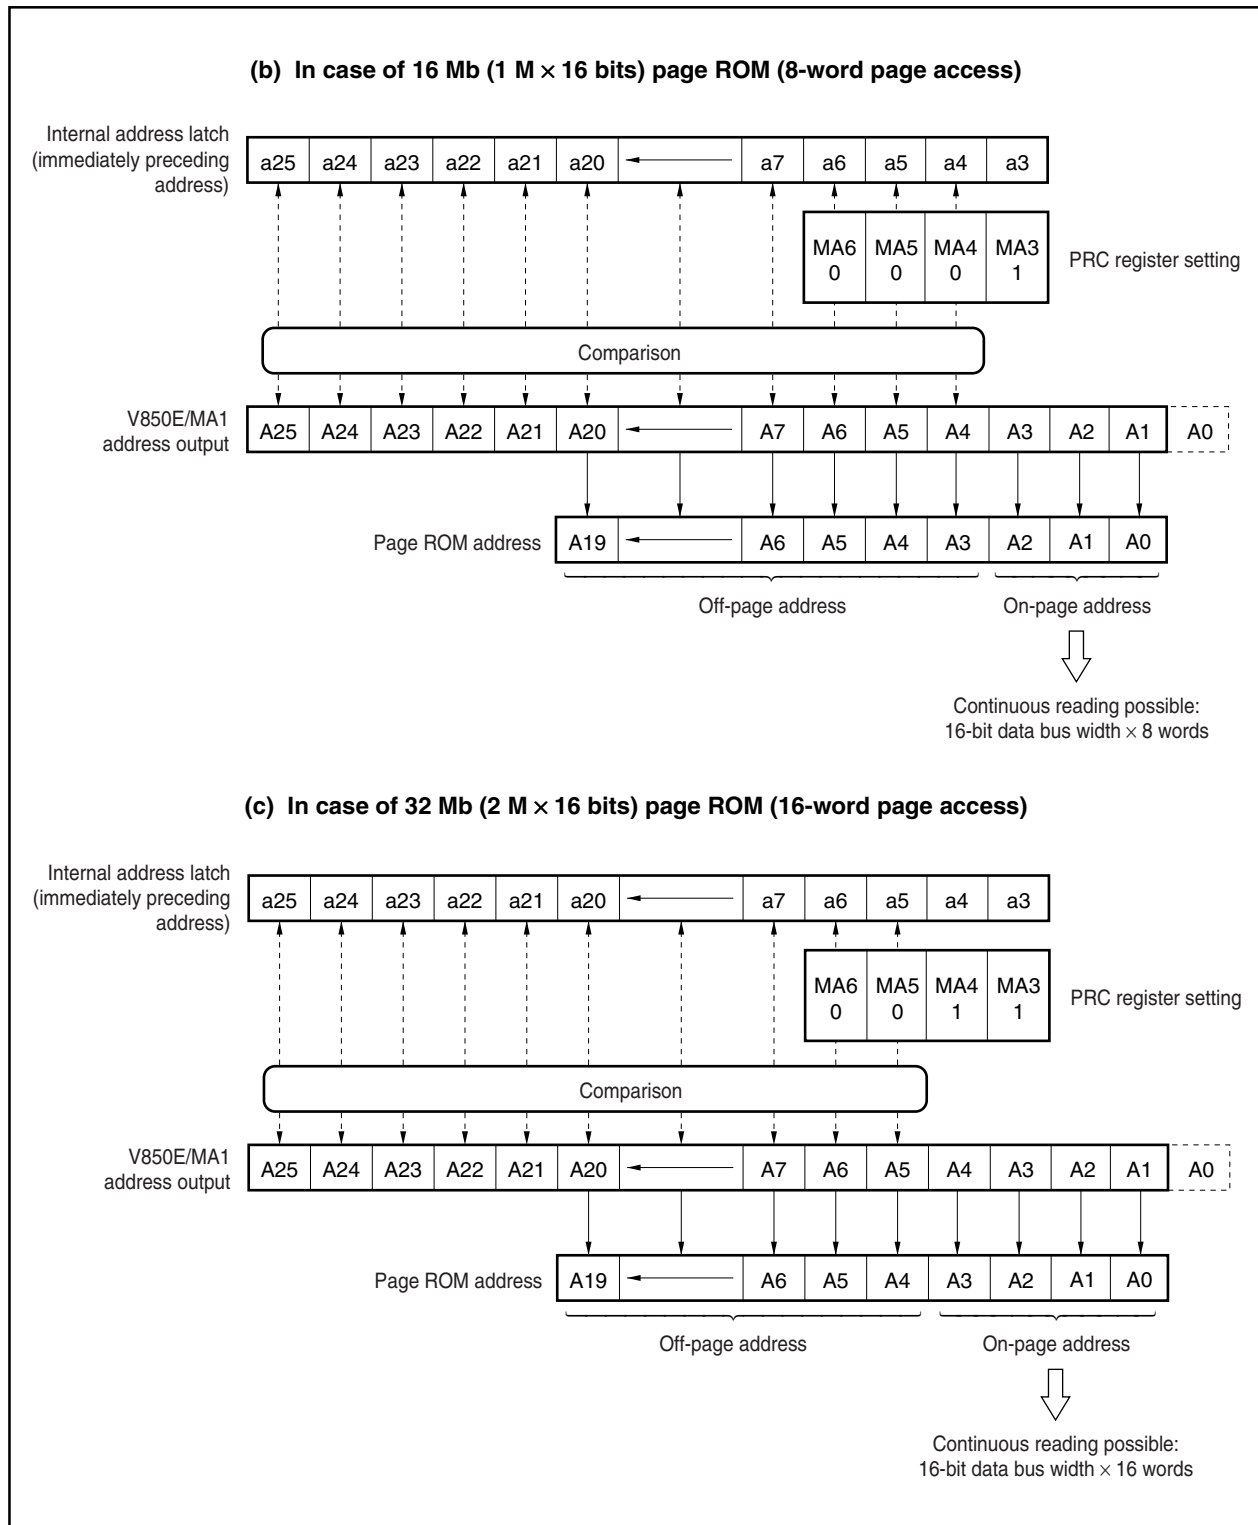 (b) In case of 16 Mb (1 M × 16 bits) page ROM (8-word page access)
Internal address latch
(immediately preceding
address)
a25 a24 a23 a22 a21 a20 a7 a6 a5 a4 a3
MA6 MA5 MA4 MA3
0 0 0 1
PRC register setting
Comparison
V850E/MA1
address output
A25 A24 A23 A22 A21 A20 A7 A6 A5 A4 A3 A2 A1 A0
Page ROM address
A19 A6 A5 A4 A3 A2 A1 A0
Off-page address
On-page address
Continuous reading possible:
16-bit data bus width × 8 words
(c) In case of 32 Mb (2 M × 16 bits) page ROM (16-word page access)
Internal address latch
(immediately preceding
address)
a25 a24 a23 a22 a21 a20 a7 a6 a5 a4 a3
MA6 MA5 MA4 MA3
0 0 1 1
PRC register setting
Comparison
V850E/MA1
address output
A25 A24 A23 A22 A21 A20 A7 A6 A5 A4 A3 A2 A1 A0
Page ROM address
A19 A6 A5 A4 A3 A2 A1 A0
Off-page address
On-page address
Continuous reading possible:
16-bit data bus width × 16 words